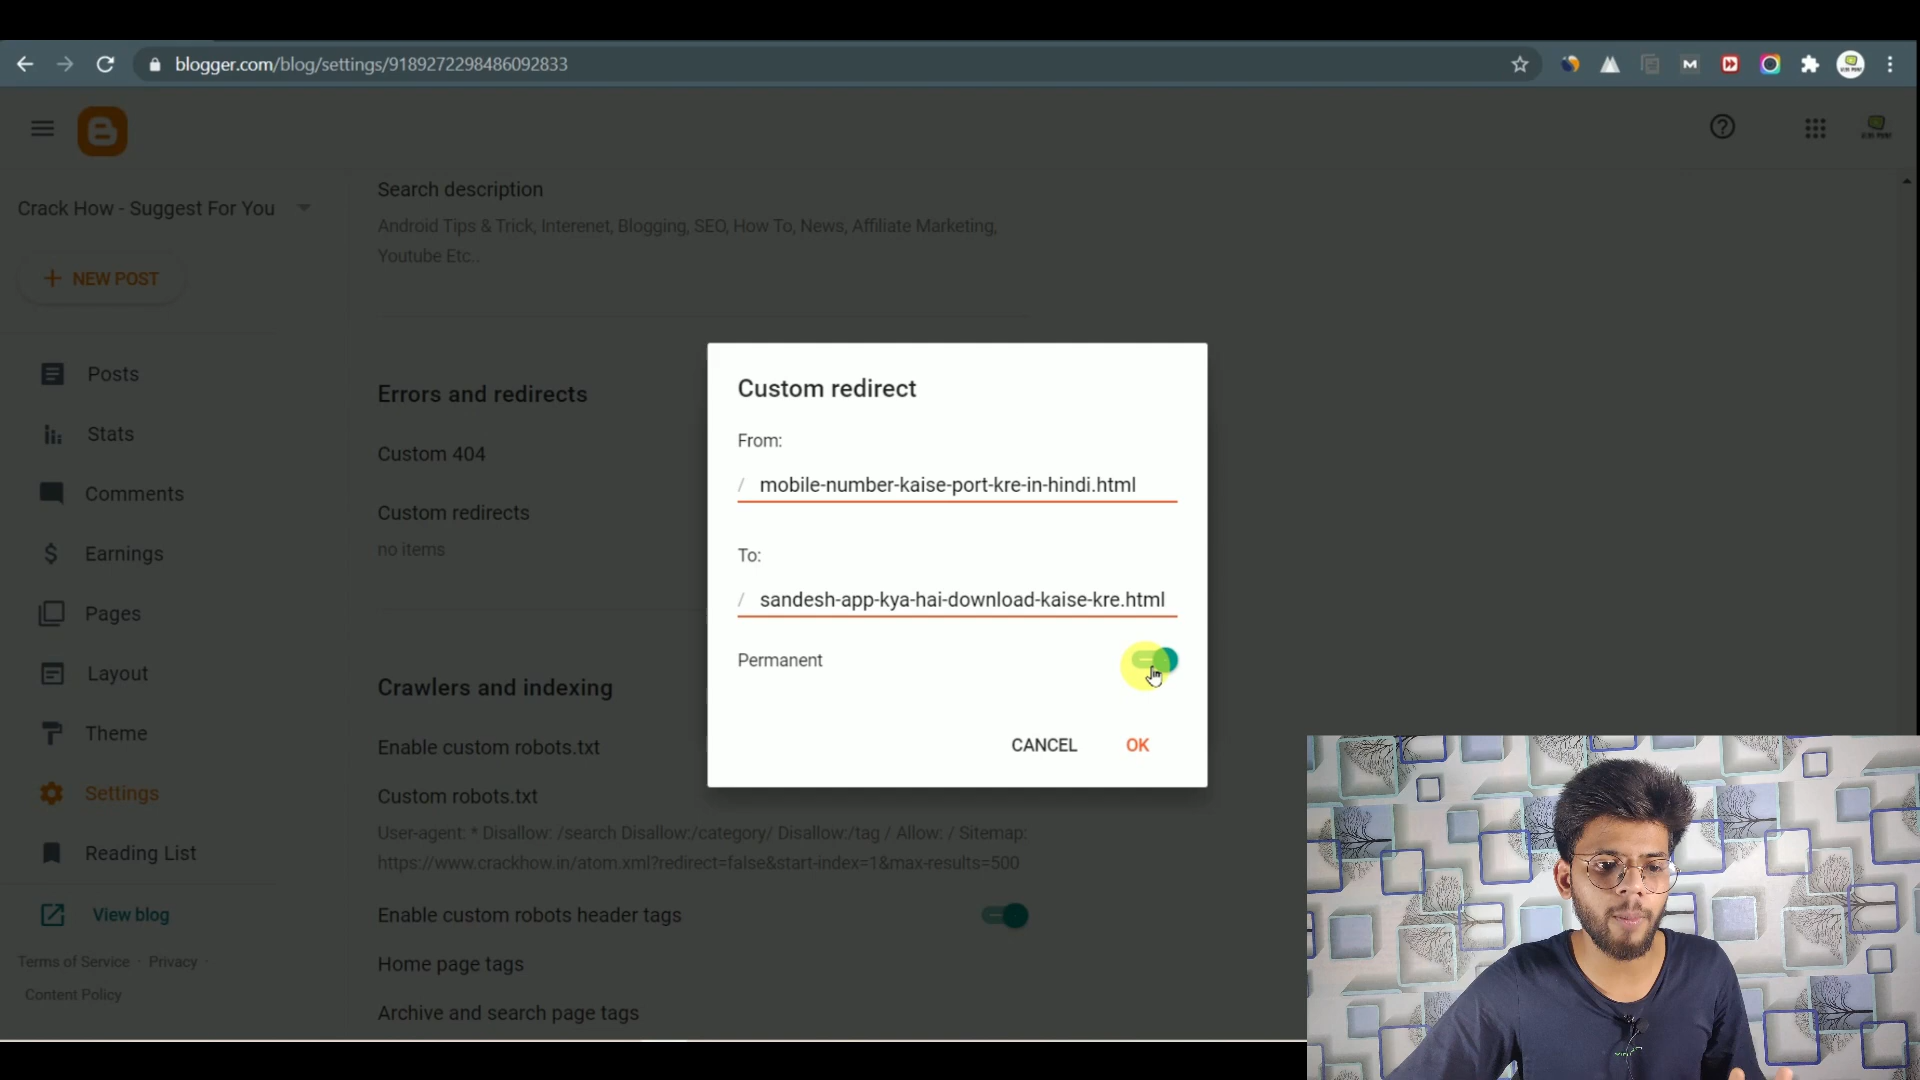 blogger.com/blog/settings/9189272298486092833
Crack How - Suggest For You
NEW POST
Posts
Stats
Comments
Earnings
Pages
Layout
Theme
Settings
Reading List
View blog
Terms of Service · Privacy ·
Content Policy
Search description
Android Tips & Trick, Interenet, Blogging, SEO, How To, News, Affiliate Marketing,
Youtube Etc..
Errors and redirects
Custom 404
Custom redirects
no items
Crawlers and indexing
Enable custom robots.txt
Custom robots.txt
User-agent: * Disallow: /search Disallow:/category/ Disallow:/tag / Allow: / Sitemap:
https://www.crackhow.in/atom.xml?redirect=false&start-index=1&max-results=500
Enable custom robots header tags
Home page tags
Archive and search page tags
Custom redirect
From:
/ mobile-number-kaise-port-kre-in-hindi.html
To:
/ sandesh-app-kya-hai-download-kaise-kre.html
Permanent
CANCEL OK